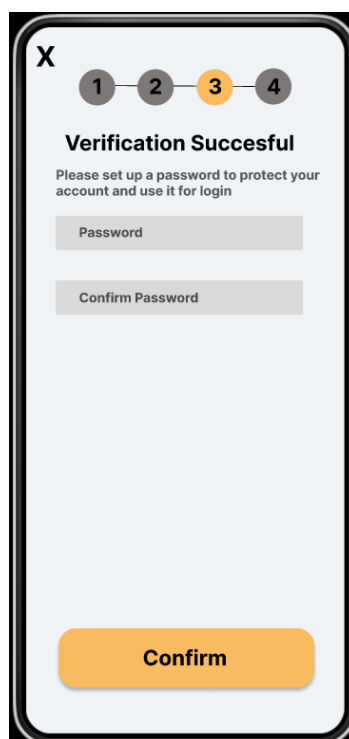 X
1 2 3 4
Verification Succesful
Please set up a password to protect your
account and use it for login
Password
Confirm Password
Confirm